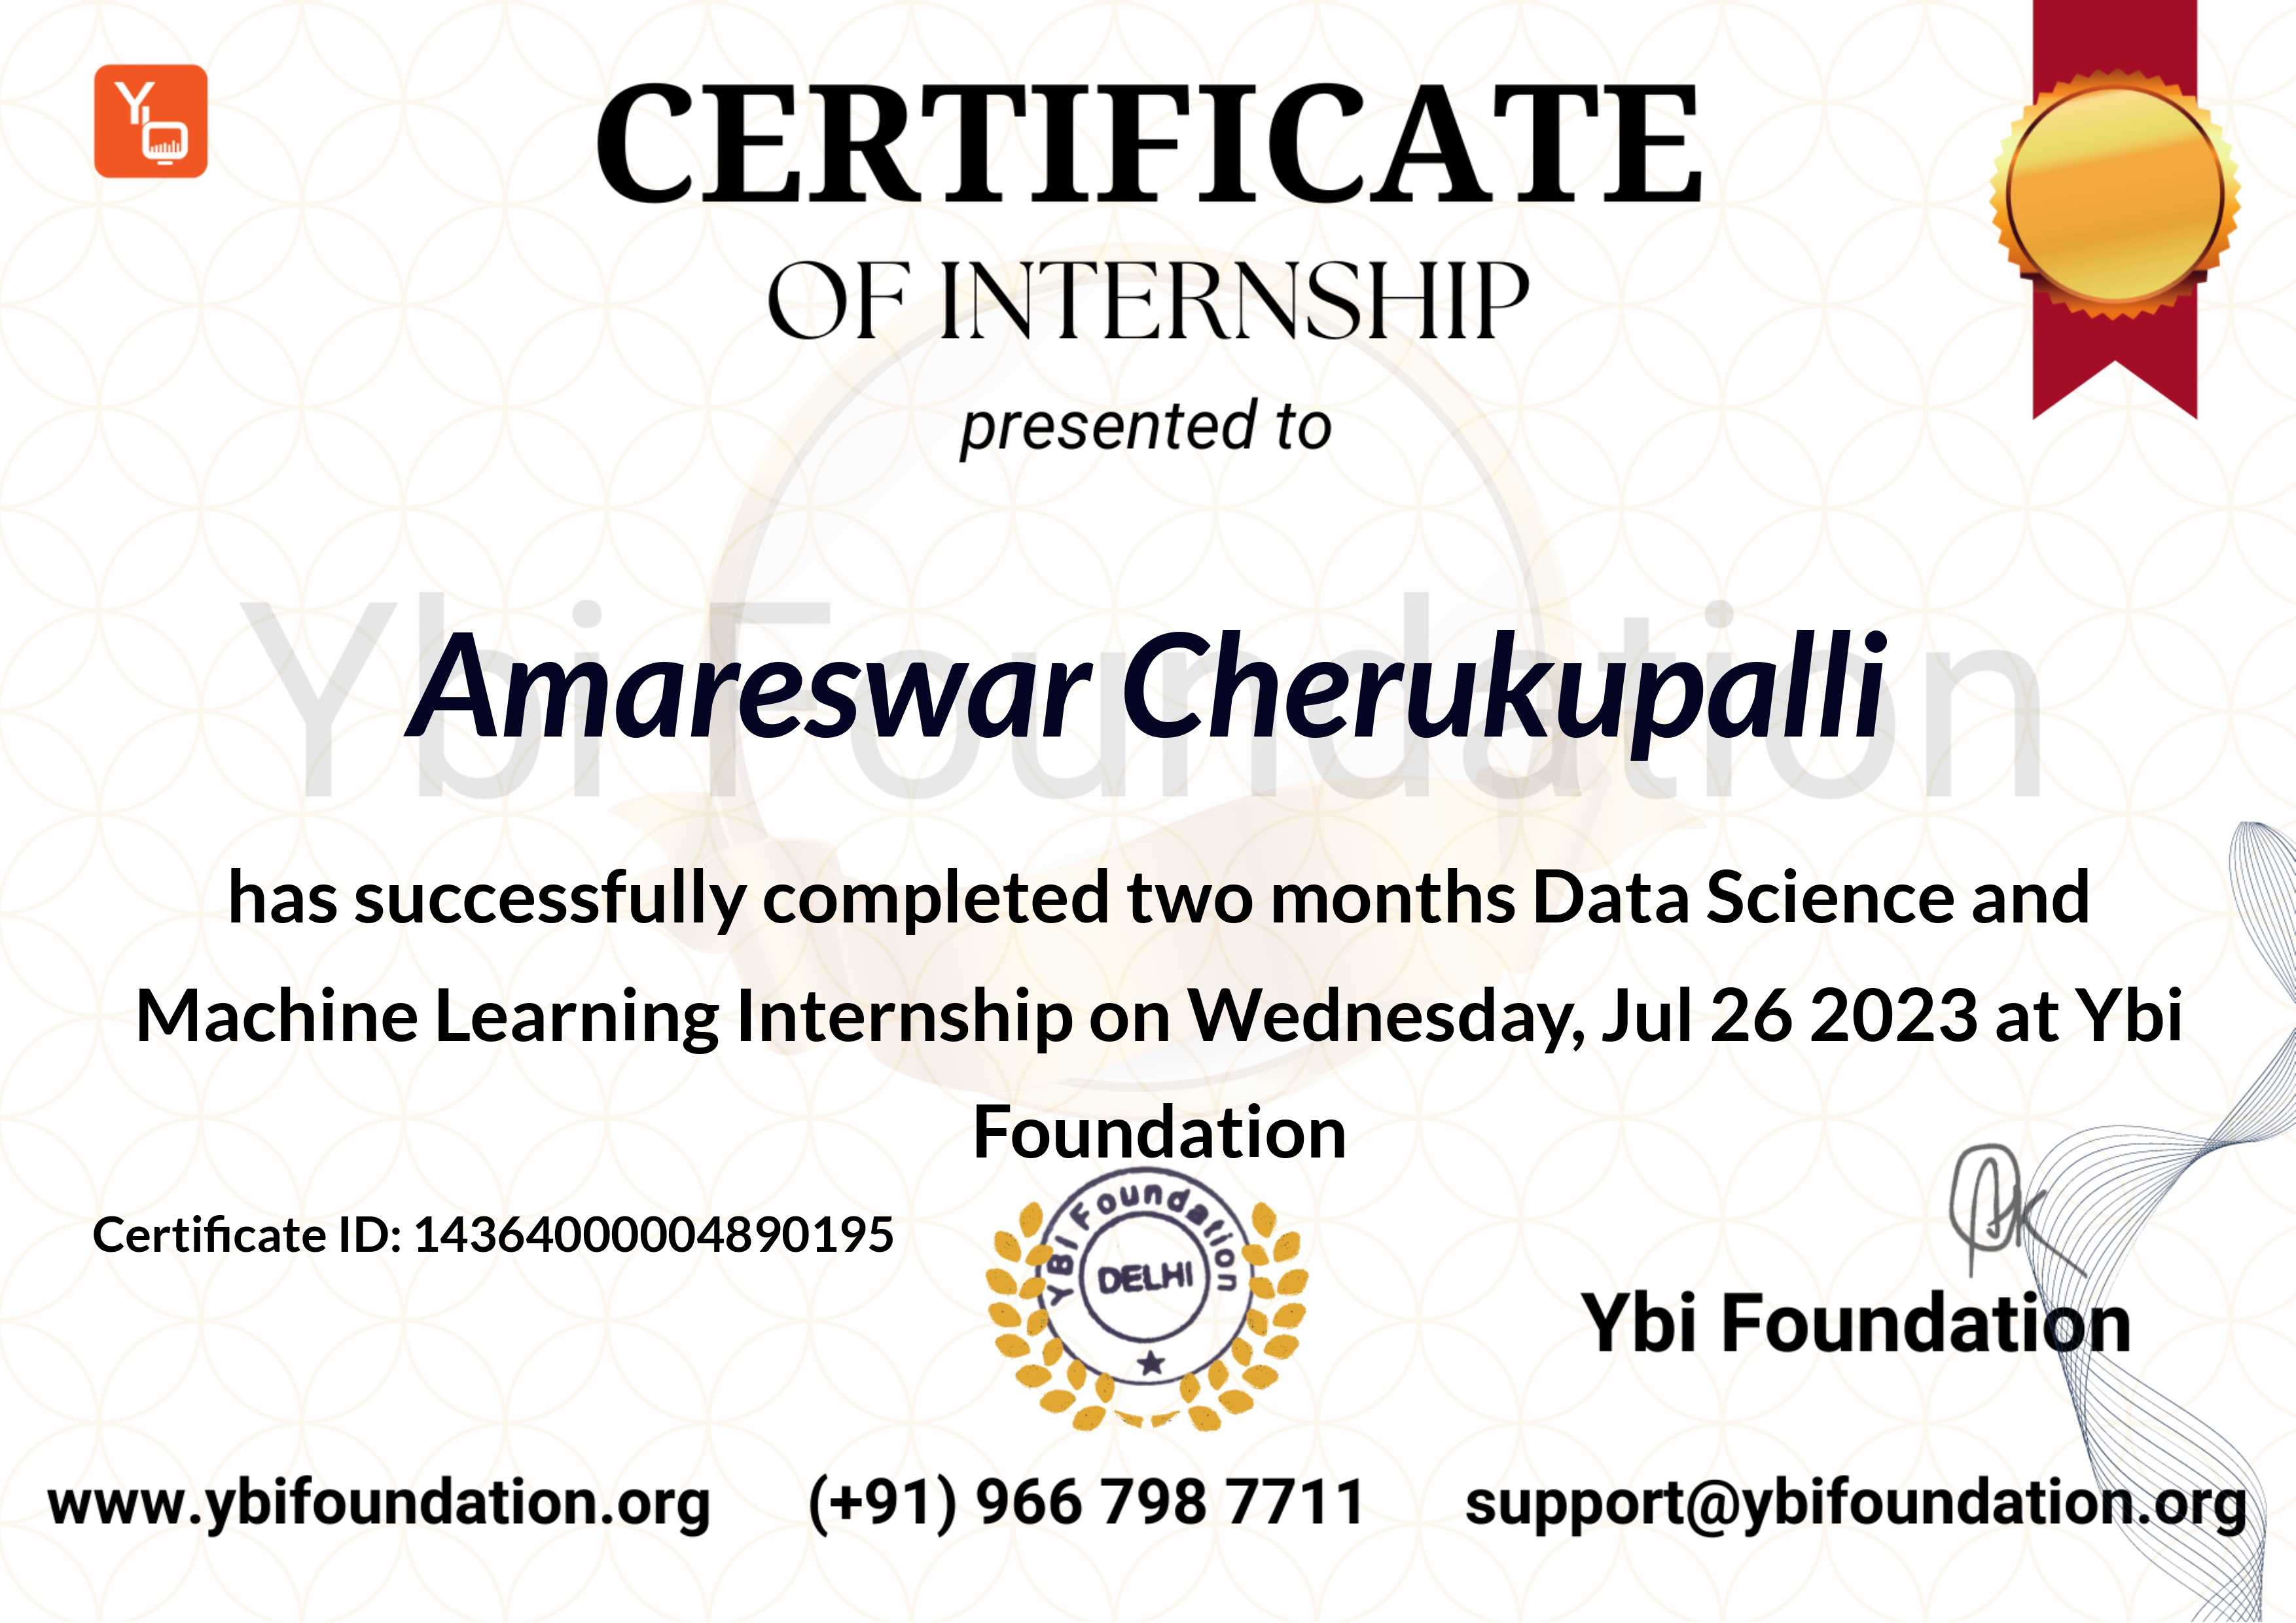 CERTIFICATE
OF INTERNSHIP
presented to
Ybi Foundation
Amareswar Cherukupalli
has successfully completed two months Data Science and
Machine Learning Internship on Wednesday, Jul 26 2023 at Ybi
Foundation
Certificate ID: 143640000004890195
YBI Foundation
DELHI
Ybi Foundation
www.ybifoundation.org
(+91) 966 798 7711
support@ybifoundation.org